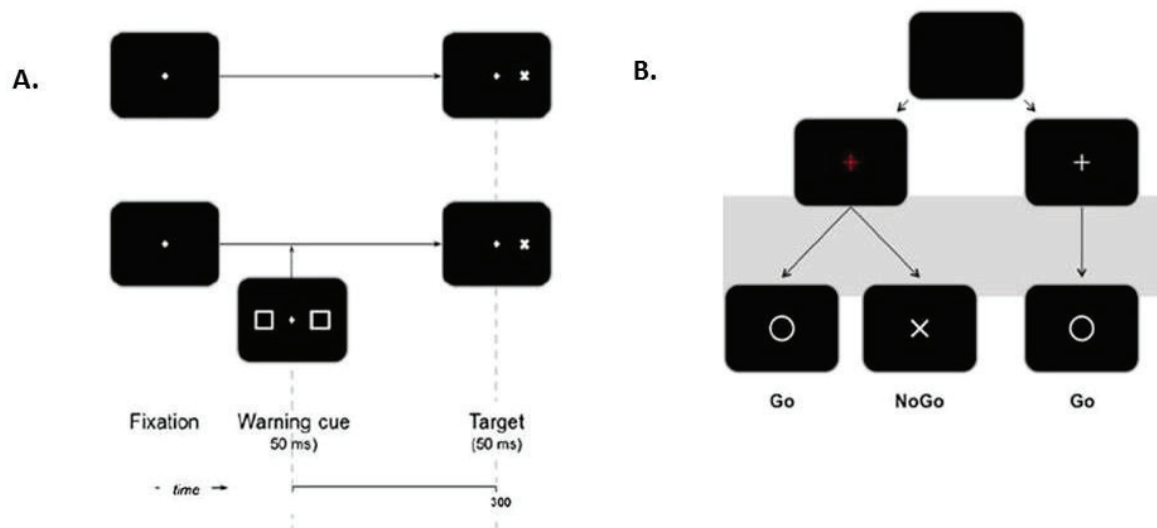 A.
B.
Go NoGo Go
Fixation Warning cue Target
50 ms) (50 ms)
- time
300